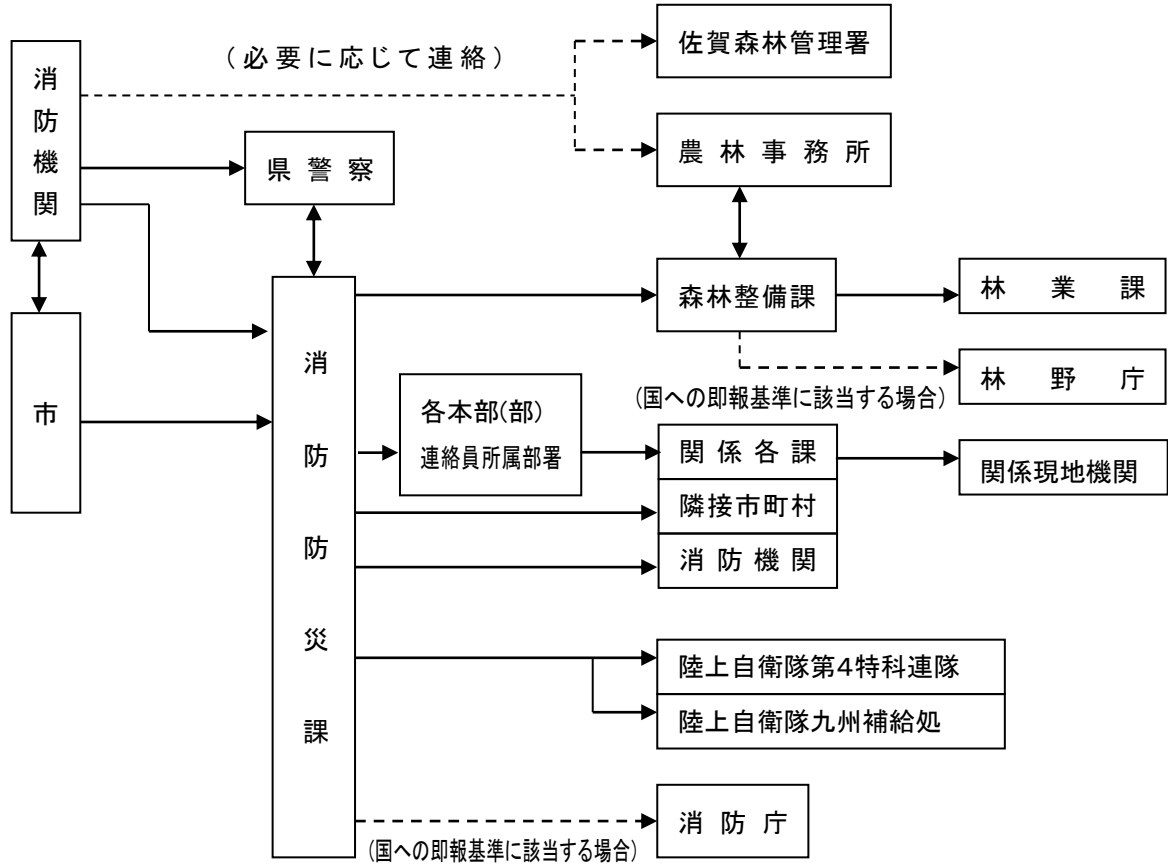 佐賀森林管理署
（必要に応じて連絡）
消防機関
農林事務所
県警察
森林整備課
林業課
市
消防防災課
林野庁
(国への即報基準に該当する場合)
各本部(部)
連絡員所属部署
関係各課
関係現地機関
隣接市町村
消防機関
陸上自衛隊第4特科連隊
陸上自衛隊九州補給処
消防庁
(国への即報基準に該当する場合)